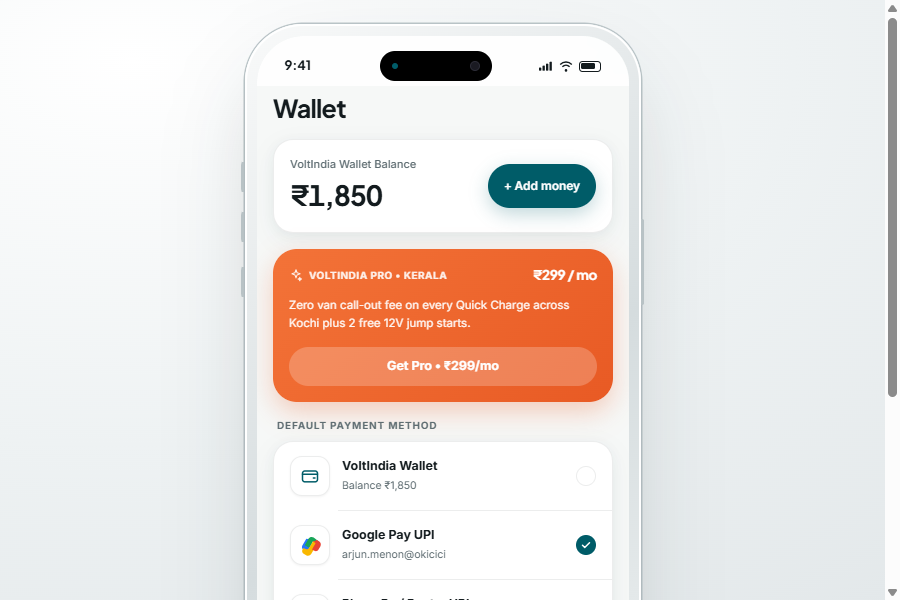 9:41
Wallet
VoltIndia Wallet Balance
₹1,850
+ Add money
VOLTINDIA PRO • KERALA
₹299 / mo
Zero van call-out fee on every Quick Charge across
Kochi plus 2 free 12V jump starts.
Get Pro • ₹299/mo
DEFAULT PAYMENT METHOD
VoltIndia Wallet
Balance ₹1,850
Google Pay UPI
arjun.menon@okicici